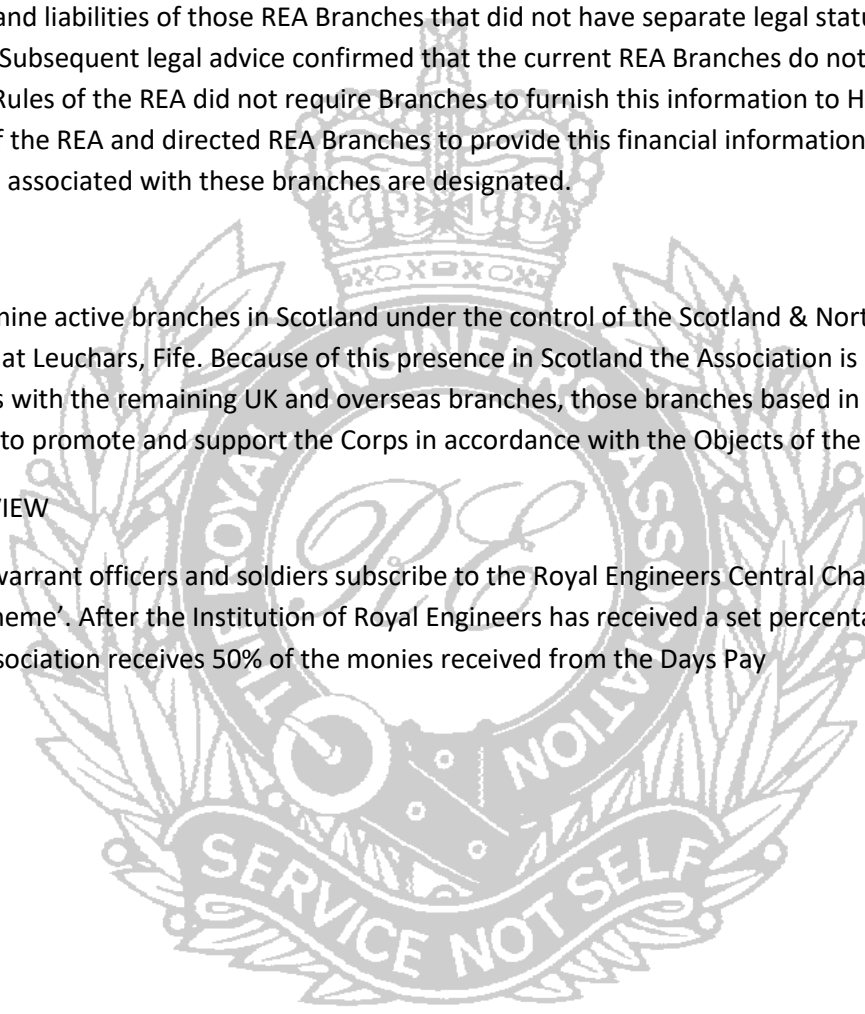 and liabilities of those REA Branches that did not have separate legal statu
Subsequent legal advice confirmed that the current REA Branches do not
Rules of the REA did not require Branches to furnish this information to H
f the REA and directed REA Branches to provide this financial information
associated with these branches are designated.
nine active branches in Scotland under the control of the Scotland & Nort
at Leuchars, Fife. Because of this presence in Scotland the Association is
s with the remaining UK and overseas branches, those branches based in
to promote and support the Corps in accordance with the Objects of the
VIEW
warrant officers and soldiers subscribe to the Royal Engineers Central Cha
heme’. After the Institution of Royal Engineers has received a set percenta
sociation receives 50% of the monies received from the Days Pay
THE ROYAL ENGINEERS ASSOCIATION
RE
SERVICE NOT SELF